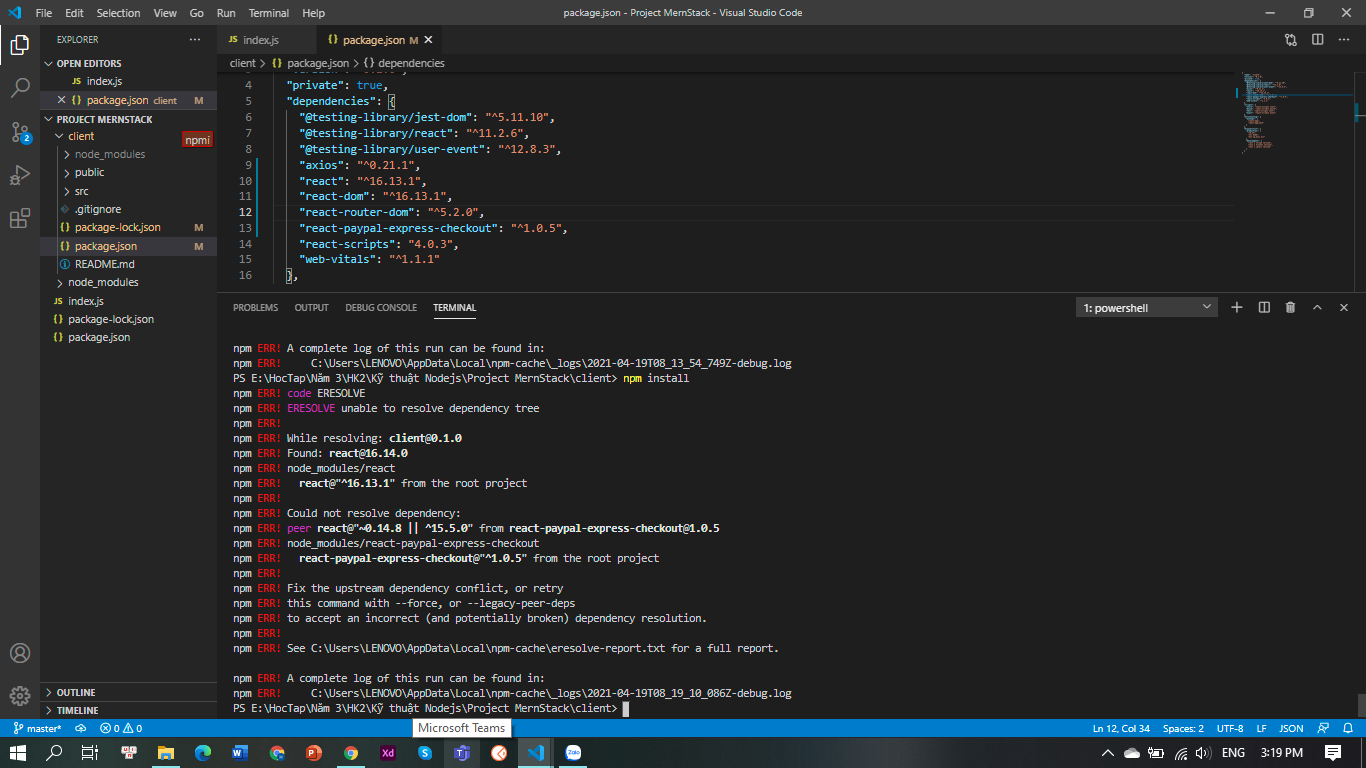 File Edit Selection View Go Run Terminal Help
package.json - Project MernStack - Visual Studio Code
EXPLORER
OPEN EDITORS
JS index.js
{} package.json client M
PROJECT MERNSTACK
client
npmi
node_modules
public
src
.gitignore
{} package-lock.json M
{} package.json M
README.md
node_modules
JS index.js
{} package-lock.json
{} package.json
OUTLINE
TIMELINE
2
JS index.js
{} package.json M
client > {} package.json > {} dependencies
4 "private": true,
5 "dependencies": {
6 "@testing-library/jest-dom": "^5.11.10",
7 "@testing-library/react": "^11.2.6",
8 "@testing-library/user-event": "^12.8.3",
9 "axios": "^0.21.1",
10 "react": "^16.13.1",
11 "react-dom": "^16.13.1",
12 "react-router-dom": "^5.2.0",
13 "react-paypal-express-checkout": "^1.0.5",
14 "react-scripts": "4.0.3",
15 "web-vitals": "^1.1.1"
16 },
PROBLEMS OUTPUT DEBUG CONSOLE TERMINAL
1: powershell
npm ERR! A complete log of this run can be found in:
npm ERR!     C:\Users\LENOVO\AppData\Local\npm-cache\_logs\2021-04-19T08_13_54_749Z-debug.log
PS E:\HocTap\Năm 3\HK2\Kỹ thuật Nodejs\Project MernStack\client> npm install
npm ERR! code ERESOLVE
npm ERR! ERESOLVE unable to resolve dependency tree
npm ERR!
npm ERR! While resolving: client@0.1.0
npm ERR! Found: react@16.14.0
npm ERR! node_modules/react
npm ERR!   react@"^16.13.1" from the root project
npm ERR!
npm ERR! Could not resolve dependency:
npm ERR! peer react@"~0.14.8 || ^15.5.0" from react-paypal-express-checkout@1.0.5
npm ERR! node_modules/react-paypal-express-checkout
npm ERR!   react-paypal-express-checkout@"^1.0.5" from the root project
npm ERR!
npm ERR! Fix the upstream dependency conflict, or retry
npm ERR! this command with --force, or --legacy-peer-deps
npm ERR! to accept an incorrect (and potentially broken) dependency resolution.
npm ERR!
npm ERR! See C:\Users\LENOVO\AppData\Local\npm-cache\eresolve-report.txt for a full report.
npm ERR! A complete log of this run can be found in:
npm ERR!     C:\Users\LENOVO\AppData\Local\npm-cache\_logs\2021-04-19T08_19_10_086Z-debug.log
PS E:\HocTap\Năm 3\HK2\Kỹ thuật Nodejs\Project MernStack\client>
master* 0 0
Microsoft Teams
Ln 12, Col 34 Spaces: 2 UTF-8 LF JSON
Xd
Zalo
ENG 3:19 PM